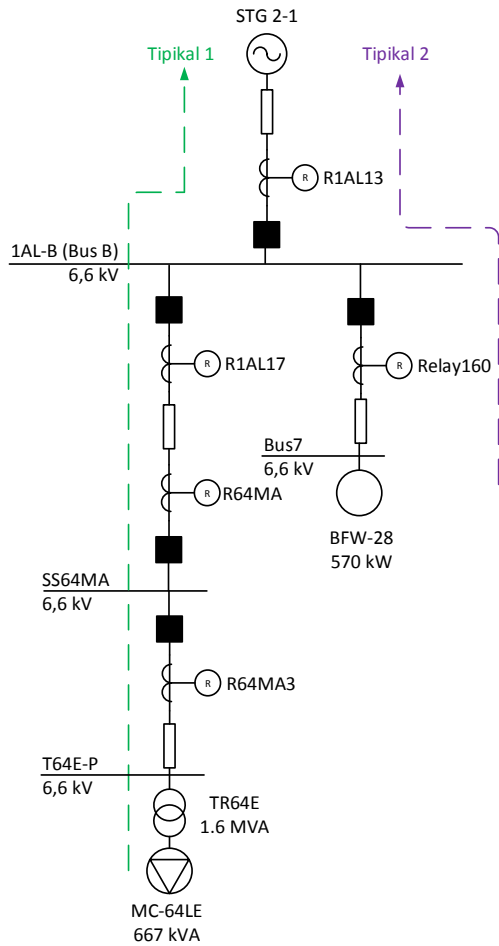 STG 2-1
Tipikal 1
Tipikal 2
R
R1AL13
1AL-B (Bus B)
6,6 kV
R
R1AL17
R
Relay160
Bus7
6,6 kV
R
R64MA
BFW-28
570 kW
SS64MA
6,6 kV
R
R64MA3
T64E-P
6,6 kV
TR64E
1.6 MVA
MC-64LE
667 kVA